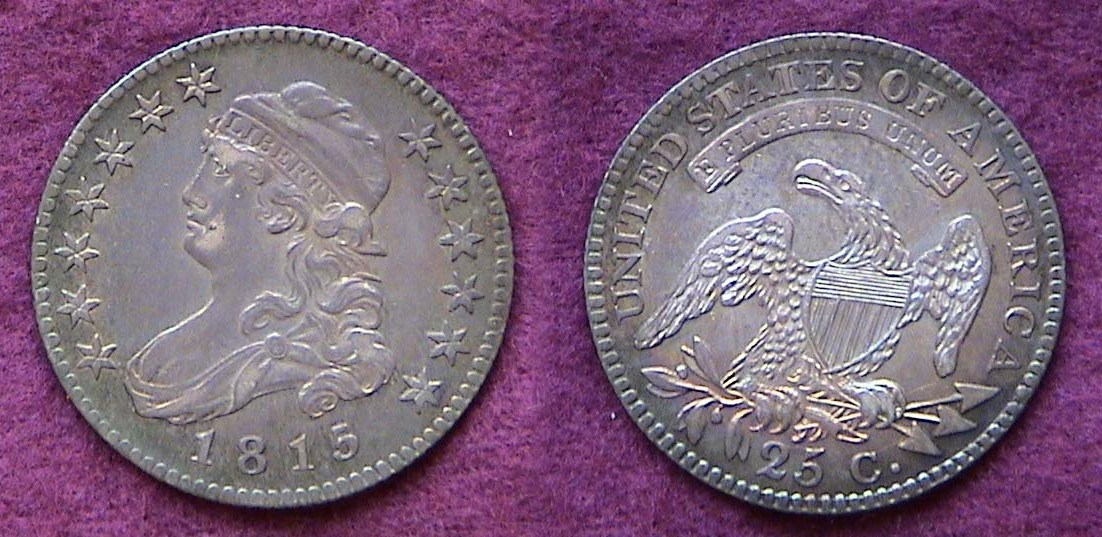 LIBERTY
1815
UNITED STATES OF AMERICA
E PLURIBUS UNUM
25 C.